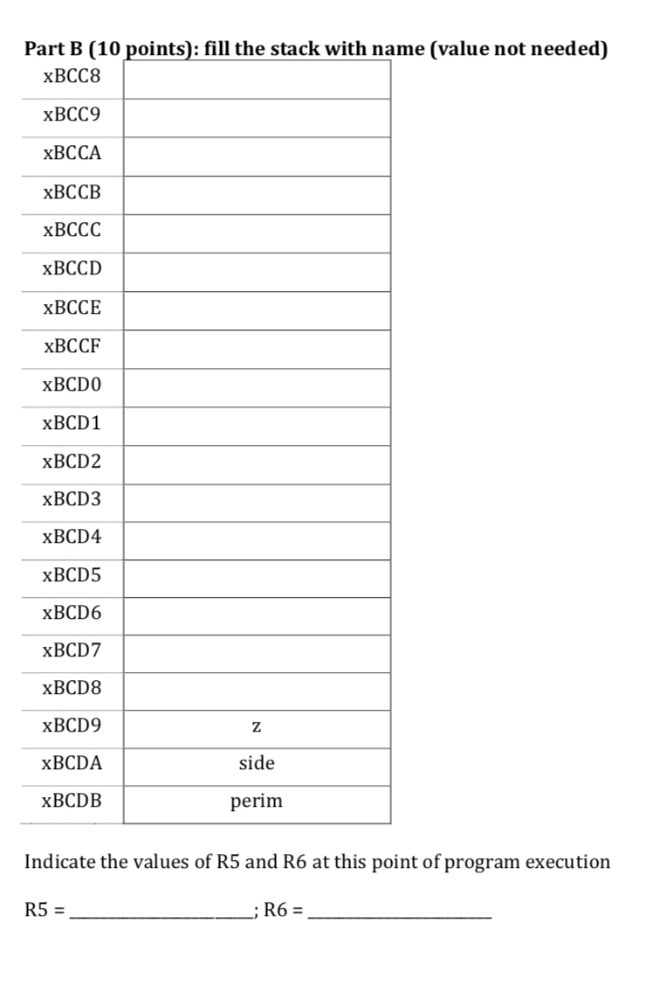 Part B (10 points): fill the stack with name (value not needed)
xBCC8
xBCC9
xBCCA
xBCCB
xBCCC
xBCCD
xBCCE
xBCCF
xBCD0
xBCD1
xBCD2
xBCD3
xBCD4
xBCD5
xBCD6
xBCD7
xBCD8
xBCD9 z
xBCDA side
xBCDB perim
Indicate the values of R5 and R6 at this point of program execution
R5 = ____________________; R6 = ____________________